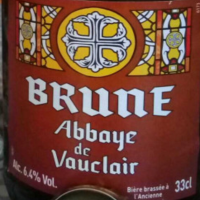 BRUNE
Abbaye
de
Vauclair
Alc. 6.4% Vol.
Bière brassée à
l'Ancienne
33cl